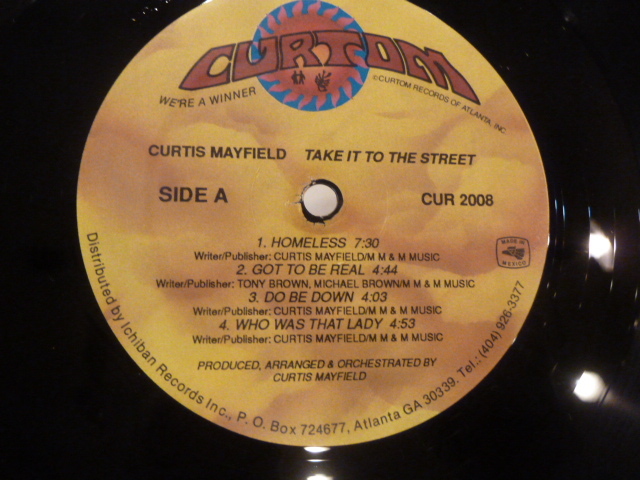 CURTOM
WE'RE A WINNER
©CURTOM RECORDS OF ATLANTA, INC.
CURTIS MAYFIELD TAKE IT TO THE STREET
SIDE A
CUR 2008
1. HOMELESS 7:30
Writer/Publisher: CURTIS MAYFIELD/M M & M MUSIC
2. GOT TO BE REAL 4:44
Writer/Publisher: TONY BROWN, MICHAEL BROWN/M M & M MUSIC
3. DO BE DOWN 4:03
Writer/Publisher: CURTIS MAYFIELD/M M & M MUSIC
4. WHO WAS THAT LADY 4:53
Writer/Publisher: CURTIS MAYFIELD/M M & M MUSIC
MADE IN
MEXICO
PRODUCED, ARRANGED & ORCHESTRATED BY
CURTIS MAYFIELD
Distributed by Ichiban Records Inc., P. O. Box 724677, Atlanta GA 30339. Tel.: (404) 926-3377